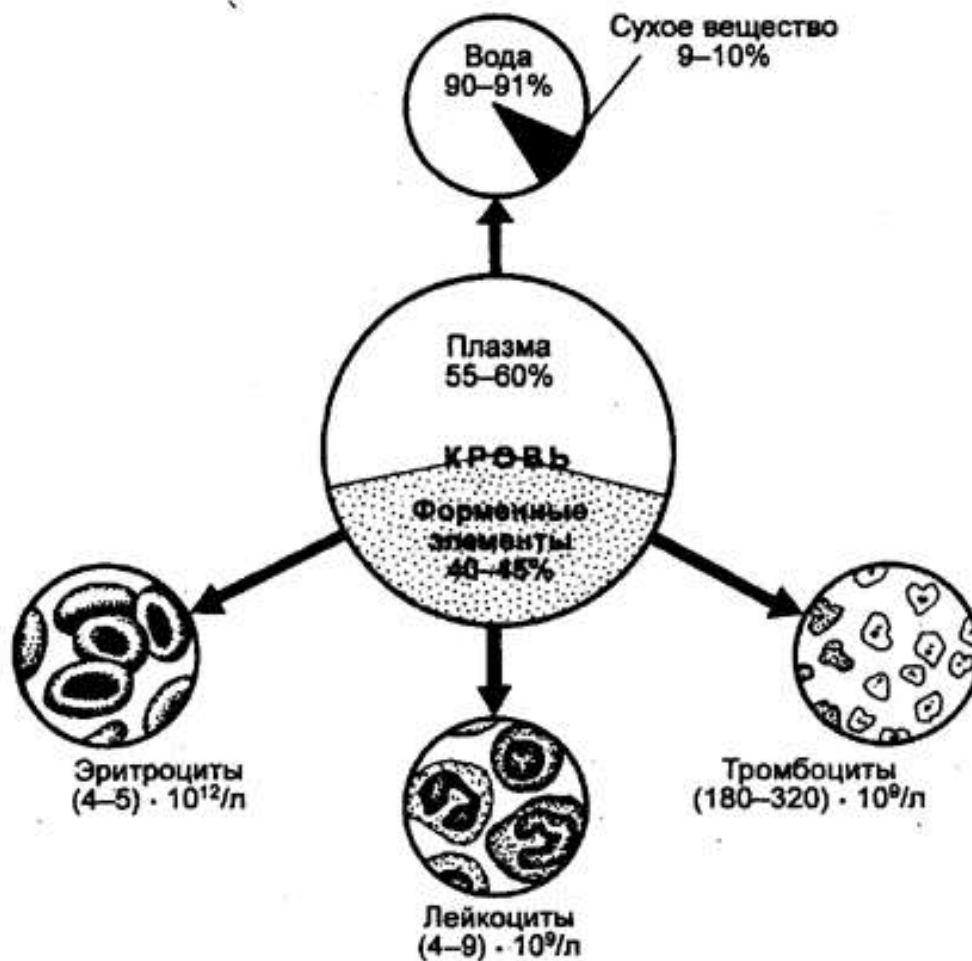 Вода
90–91%
Сухое вещество
9–10%
Плазма
55–60%
КРОВЬ
Форменные
элементы
40–45%
Эритроциты
(4–5) · 10¹²/л
Лейкоциты
(4–9) · 10⁹/л
Тромбоциты
(180–320) · 10⁹/л